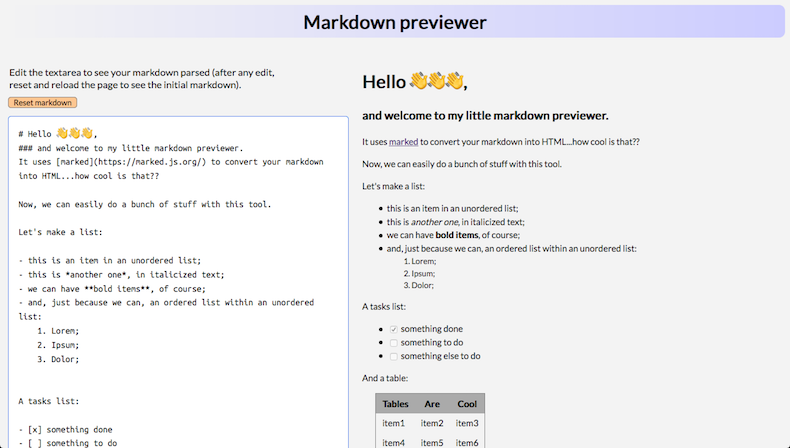 Markdown previewer
Edit the textarea to see your markdown parsed (after any edit,
reset and reload the page to see the initial markdown).
Reset markdown
# Hello 👋👋👋,
### and welcome to my little markdown previewer.
It uses [marked](https://marked.js.org/) to convert your markdown
into HTML...how cool is that??
Now, we can easily do a bunch of stuff with this tool.
Let's make a list:
- this is an item in an unordered list;
- this is *another one*, in italicized text;
- we can have **bold items**, of course;
- and, just because we can, an ordered list within an unordered
list:
1. Lorem;
2. Ipsum;
3. Dolor;
A tasks list:
- [x] something done
- [ ] something to do
Hello 👋👋👋,
and welcome to my little markdown previewer.
It uses marked to convert your markdown into HTML...how cool is that??
Now, we can easily do a bunch of stuff with this tool.
Let's make a list:
• this is an item in an unordered list;
• this is another one, in italicized text;
• we can have bold items, of course;
• and, just because we can, an ordered list within an unordered list:
1. Lorem;
2. Ipsum;
3. Dolor;
A tasks list:
• something done
• something to do
• something else to do
And a table:
Tables Are Cool
item1 item2 item3
item4 item5 item6